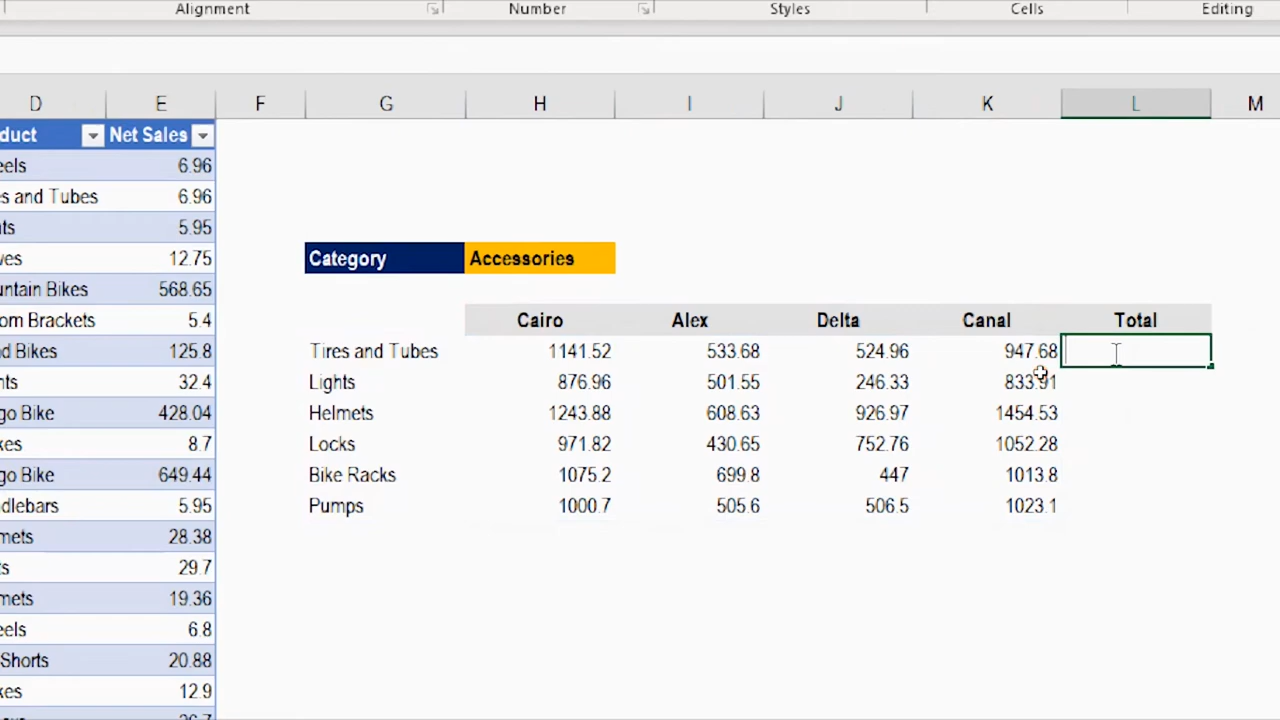 Alignment Number Styles Cells Editing
D E F G H I J K L M
duct Net Sales
eels 6.96
es and Tubes 6.96
nts 5.95
ves 12.75
Category Accessories
untain Bikes 568.65
Cairo Alex Delta Canal Total
om Brackets 5.4
Tires and Tubes 1141.52 533.68 524.96 947.68
d Bikes 125.8
Lights 876.96 501.55 246.33 833.91
nts 32.4
Helmets 1243.88 608.63 926.97 1454.53
go Bike 428.04
Locks 971.82 430.65 752.76 1052.28
kes 8.7
Bike Racks 1075.2 699.8 447 1013.8
go Bike 649.44
Pumps 1000.7 505.6 506.5 1023.1
dlebars 5.95
mets 28.38
ts 29.7
mets 19.36
eels 6.8
Shorts 20.88
kes 12.9